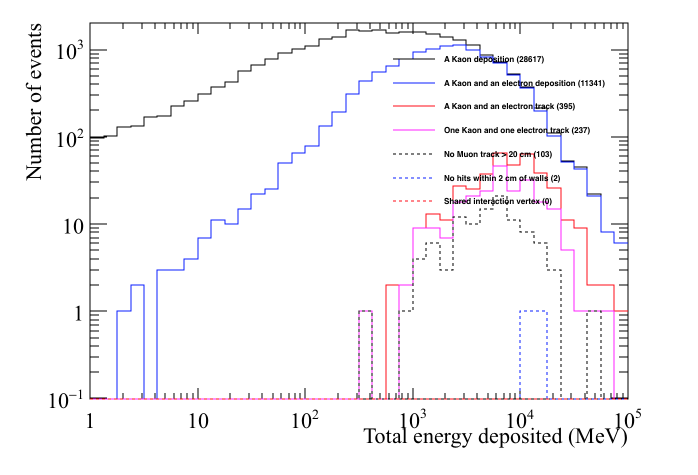 Number of events
10³
10²
10
1
10⁻¹
A Kaon deposition (28617)
A Kaon and an electron deposition (11341)
A Kaon and an electron track (395)
One Kaon and one electron track (237)
No Muon track > 20 cm (103)
No hits within 2 cm of walls (2)
Shared interaction vertex (0)
1 10 10² 10³ 10⁴ 10⁵
Total energy deposited (MeV)